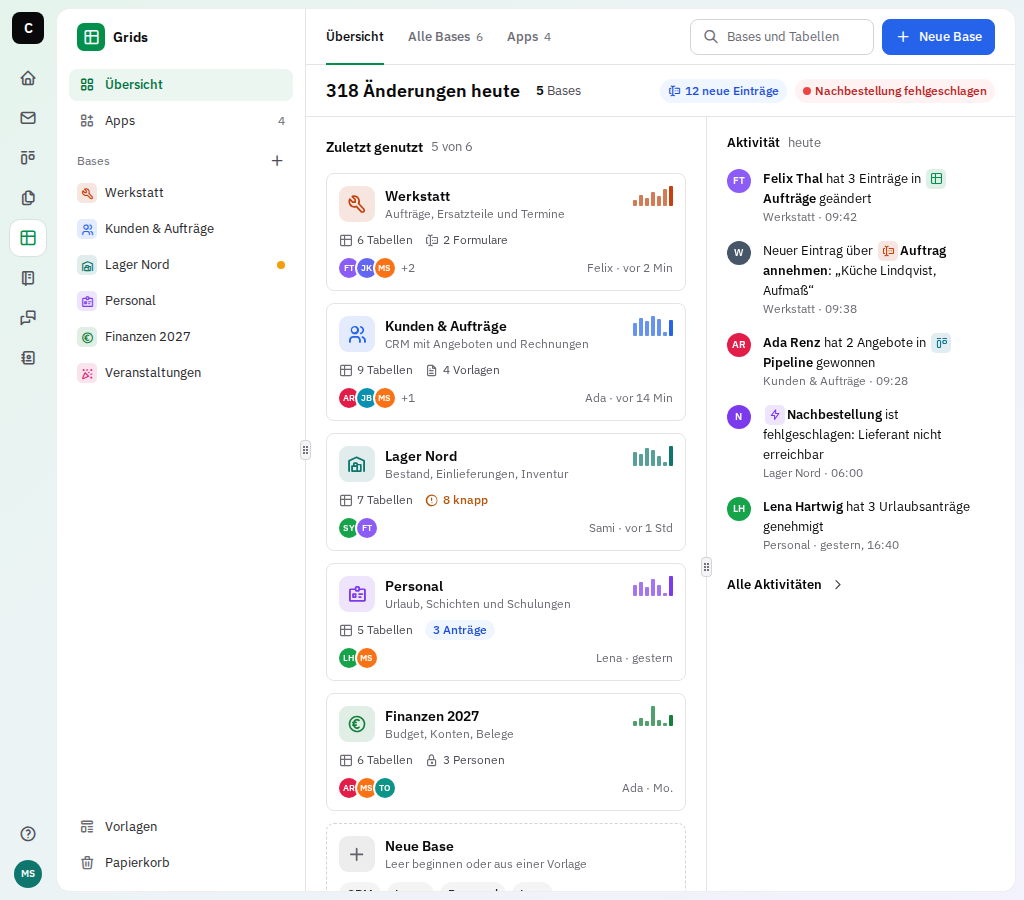 C
Grids
Übersicht
Alle Bases 6
Apps 4
Bases und Tabellen
Neue Base
Übersicht
Apps 4
Bases
Werkstatt
Kunden & Aufträge
Lager Nord
Personal
Finanzen 2027
Veranstaltungen
Vorlagen
Papierkorb
MS
318 Änderungen heute
5 Bases
12 neue Einträge
Nachbestellung fehlgeschlagen
Zuletzt genutzt 5 von 6
Werkstatt
Aufträge, Ersatzteile und Termine
6 Tabellen 2 Formulare
FT JK MS +2 Felix · vor 2 Min
Kunden & Aufträge
CRM mit Angeboten und Rechnungen
9 Tabellen 4 Vorlagen
AR JB MS +1 Ada · vor 14 Min
Lager Nord
Bestand, Einlieferungen, Inventur
7 Tabellen 8 knapp
SY FT Sami · vor 1 Std
Personal
Urlaub, Schichten und Schulungen
5 Tabellen 3 Anträge
LH MS Lena · gestern
Finanzen 2027
Budget, Konten, Belege
6 Tabellen 3 Personen
AR MS TO Ada · Mo.
Neue Base
Leer beginnen oder aus einer Vorlage
Aktivität heute
FT Felix Thal hat 3 Einträge in
Aufträge geändert
Werkstatt · 09:42
W Neuer Eintrag über Auftrag
annehmen: „Küche Lindqvist,
Aufmaß“
Werkstatt · 09:38
AR Ada Renz hat 2 Angebote in
Pipeline gewonnen
Kunden & Aufträge · 09:28
N Nachbestellung ist
fehlgeschlagen: Lieferant nicht
erreichbar
Lager Nord · 06:00
LH Lena Hartwig hat 3 Urlaubsanträge
genehmigt
Personal · gestern, 16:40
Alle Aktivitäten